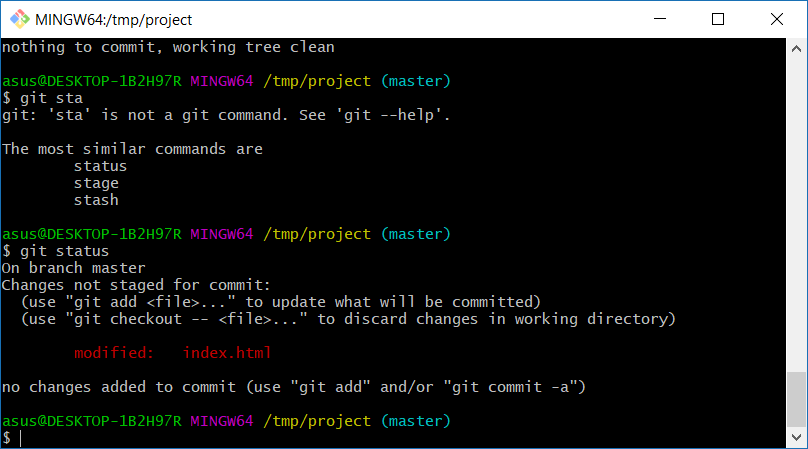 MINGW64:/tmp/project
nothing to commit, working tree clean
asus@DESKTOP-1B2H97R MINGW64 /tmp/project (master)
$ git sta
git: 'sta' is not a git command. See 'git --help'.
The most similar commands are
status
stage
stash
asus@DESKTOP-1B2H97R MINGW64 /tmp/project (master)
$ git status
On branch master
Changes not staged for commit:
(use "git add <file>..." to update what will be committed)
(use "git checkout -- <file>..." to discard changes in working directory)
modified:   index.html
no changes added to commit (use "git add" and/or "git commit -a")
asus@DESKTOP-1B2H97R MINGW64 /tmp/project (master)
$